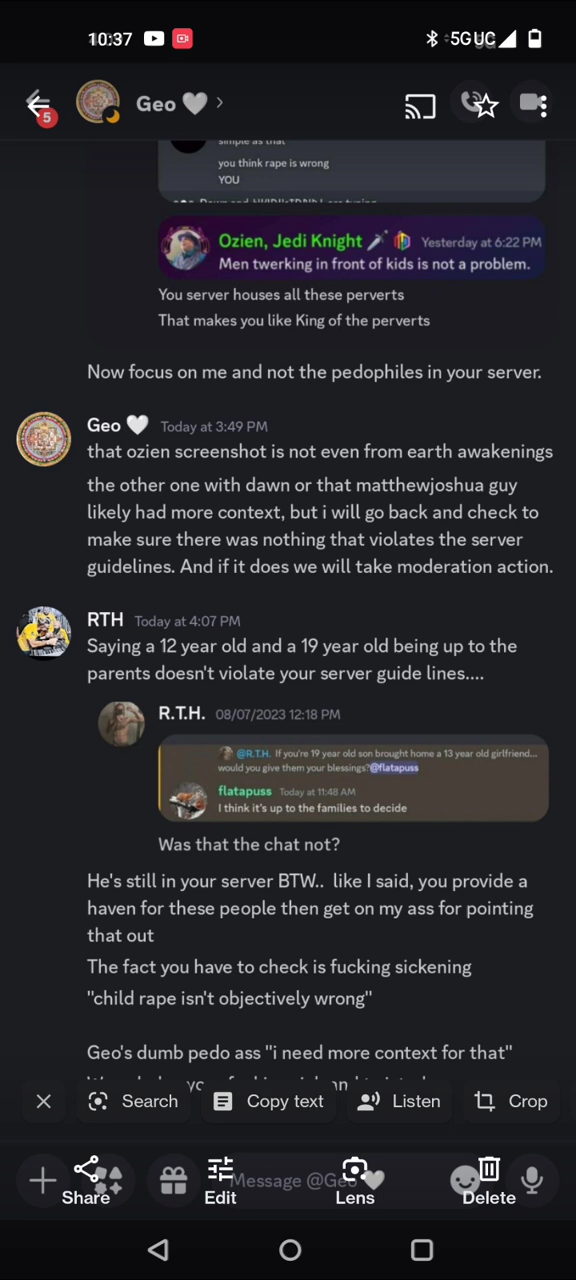 10:37
5G UC
5
Geo 🤍 >
simple as that
you think rape is wrong
YOU
Ozien, Jedi Knight Yesterday at 6:22 PM
Men twerking in front of kids is not a problem.
You server houses all these perverts
That makes you like King of the perverts
Now focus on me and not the pedophiles in your server.
Geo 🤍 Today at 3:49 PM
that ozien screenshot is not even from earth awakenings
the other one with dawn or that matthewjoshua guy
likely had more context, but i will go back and check to
make sure there was nothing that violates the server
guidelines. And if it does we will take moderation action.
RTH Today at 4:07 PM
Saying a 12 year old and a 19 year old being up to the
parents doesn't violate your server guide lines....
R.T.H. 08/07/2023 12:18 PM
@R.T.H. If you're 19 year old son brought home a 13 year old girlfriend...
would you give them your blessings?@flatapuss
flatapuss Today at 11:48 AM
I think it's up to the families to decide
Was that the chat not?
He's still in your server BTW.. like I said, you provide a
haven for these people then get on my ass for pointing
that out
The fact you have to check is fucking sickening
"child rape isn't objectively wrong"
Geo's dumb pedo ass "i need more context for that"
Search Copy text Listen Crop
Message @Geo 🤍
Share Edit Lens Delete